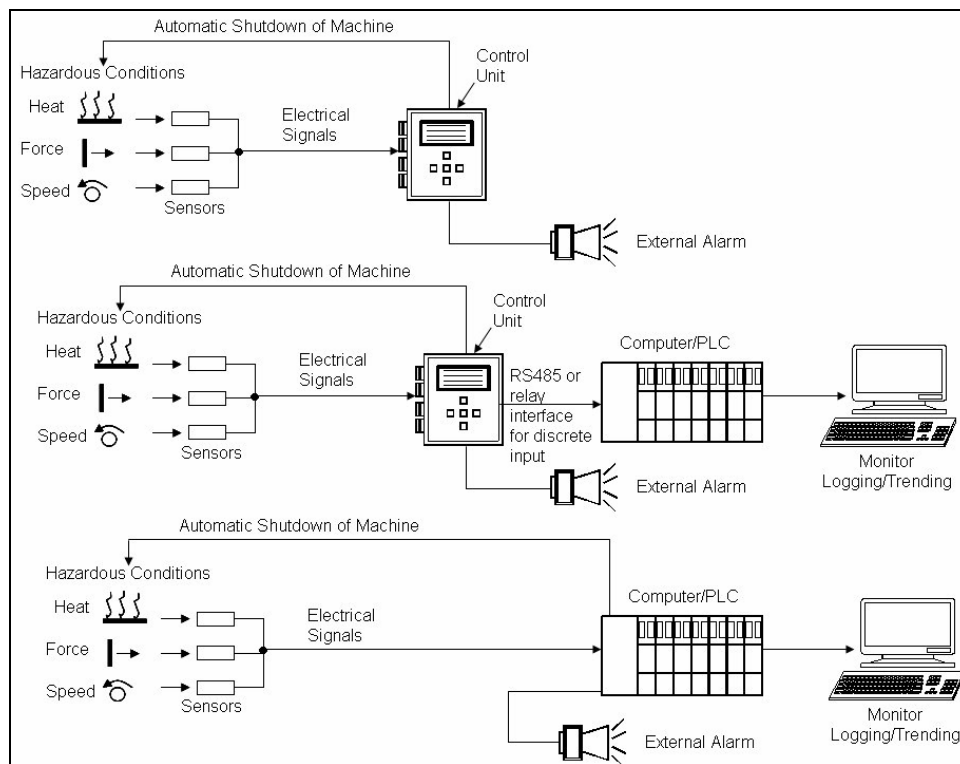 Automatic Shutdown of Machine
Control
Unit
Hazardous Conditions
Heat
Electrical
Signals
Force
Speed
Sensors
External Alarm
Automatic Shutdown of Machine
Control
Unit
Hazardous Conditions
Heat
Electrical
Signals
Computer/PLC
RS485 or
relay
interface
for discrete
input
Force
Speed
Sensors
Monitor
Logging/Trending
External Alarm
Automatic Shutdown of Machine
Hazardous Conditions
Heat
Electrical
Signals
Computer/PLC
Force
Speed
Sensors
Monitor
Logging/Trending
External Alarm